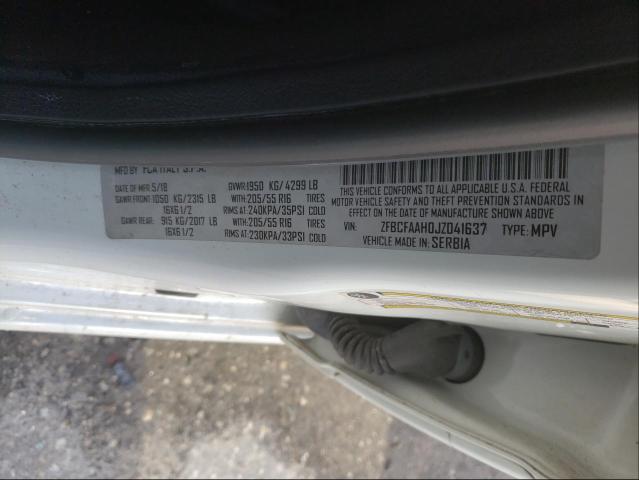 MFD BY FCA ITALY S.P.A.
DATE OF MFR 5/18 GVWR 1950 KG/ 4299 LB
GAWR FRONT: 1050 KG/2315 LB WITH 205/55 R16
16X6 1/2 RIMS AT: 240KPA/35PSI COLD
GAWR REAR: 915 KG/2017 LB WITH 205/55 R16
16X6 1/2 RIMS AT: 230KPA/33PSI COLD
THIS VEHICLE CONFORMS TO ALL APPLICABLE U.S.A. FEDERAL
MOTOR VEHICLE SAFETY AND THEFT PREVENTION STANDARDS
IN EFFECT ON THE DATE OF MANUFACTURE SHOWN ABOVE
VIN: ZFBCFAAH0JZ041637 TYPE: MPV
VEHICLE MADE IN: SERBIA